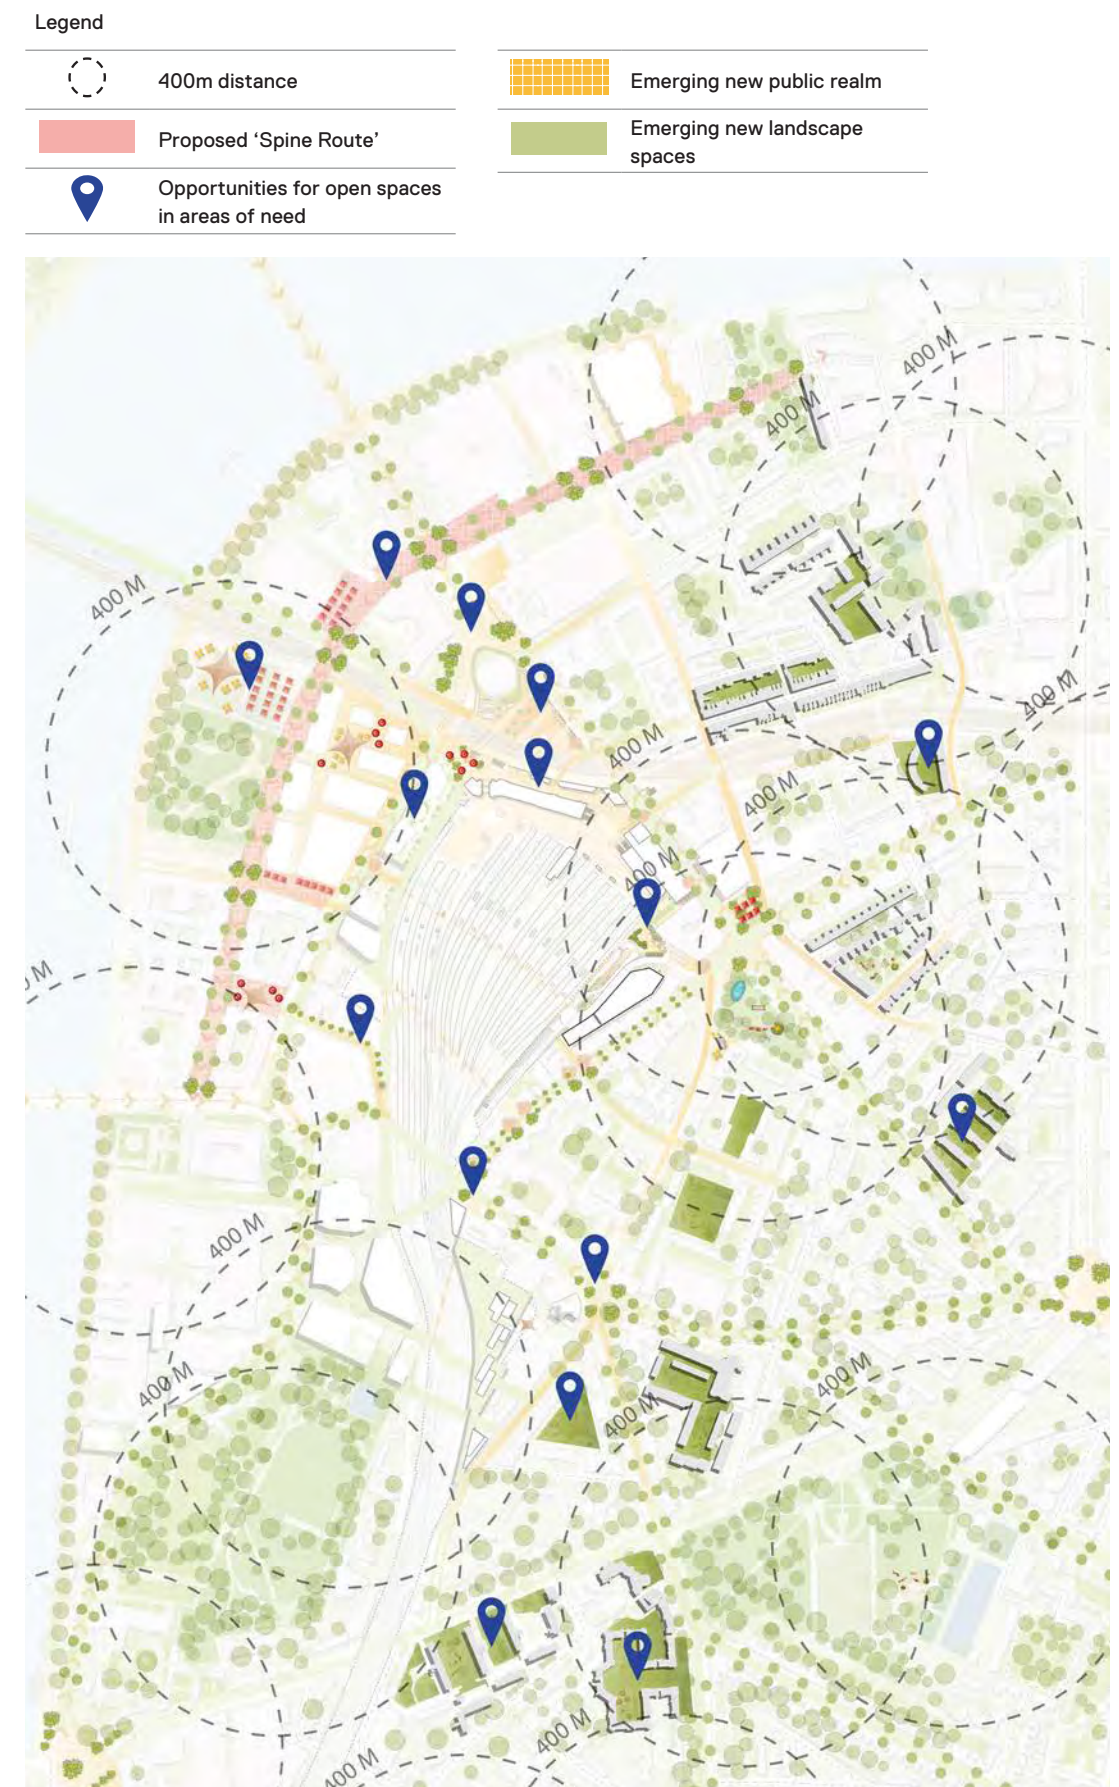 Legend
400m distance
Proposed ‘Spine Route’
Opportunities for open spaces
in areas of need
Emerging new public realm
Emerging new landscape
spaces
400 M
400 M
400 M
400 M
400 M
400 M
400 M
M
400 M
400 M
400 M
400 M
400 M
400 M